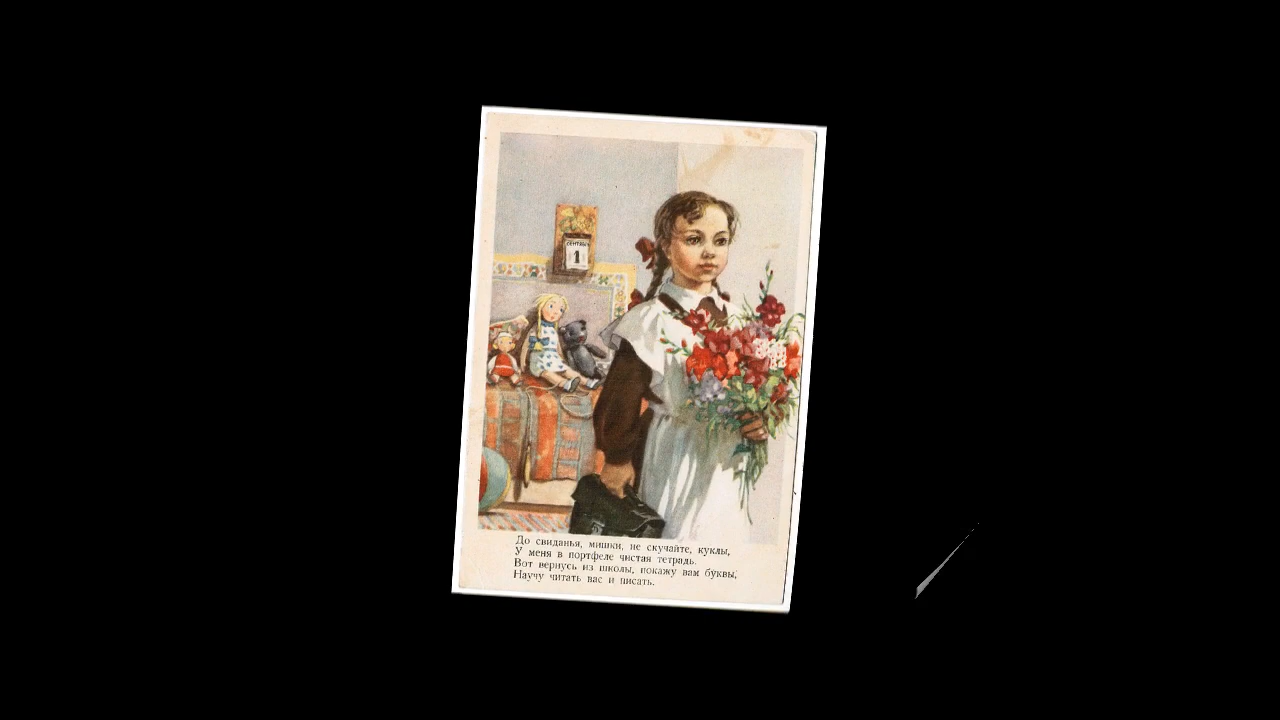 СЕНТЯБРЬ
1
До свиданья, мишки, не скучайте, куклы,
У меня в портфеле чистая тетрадь.
Вот вернусь из школы, покажу вам буквы,
Научу читать вас и писать.